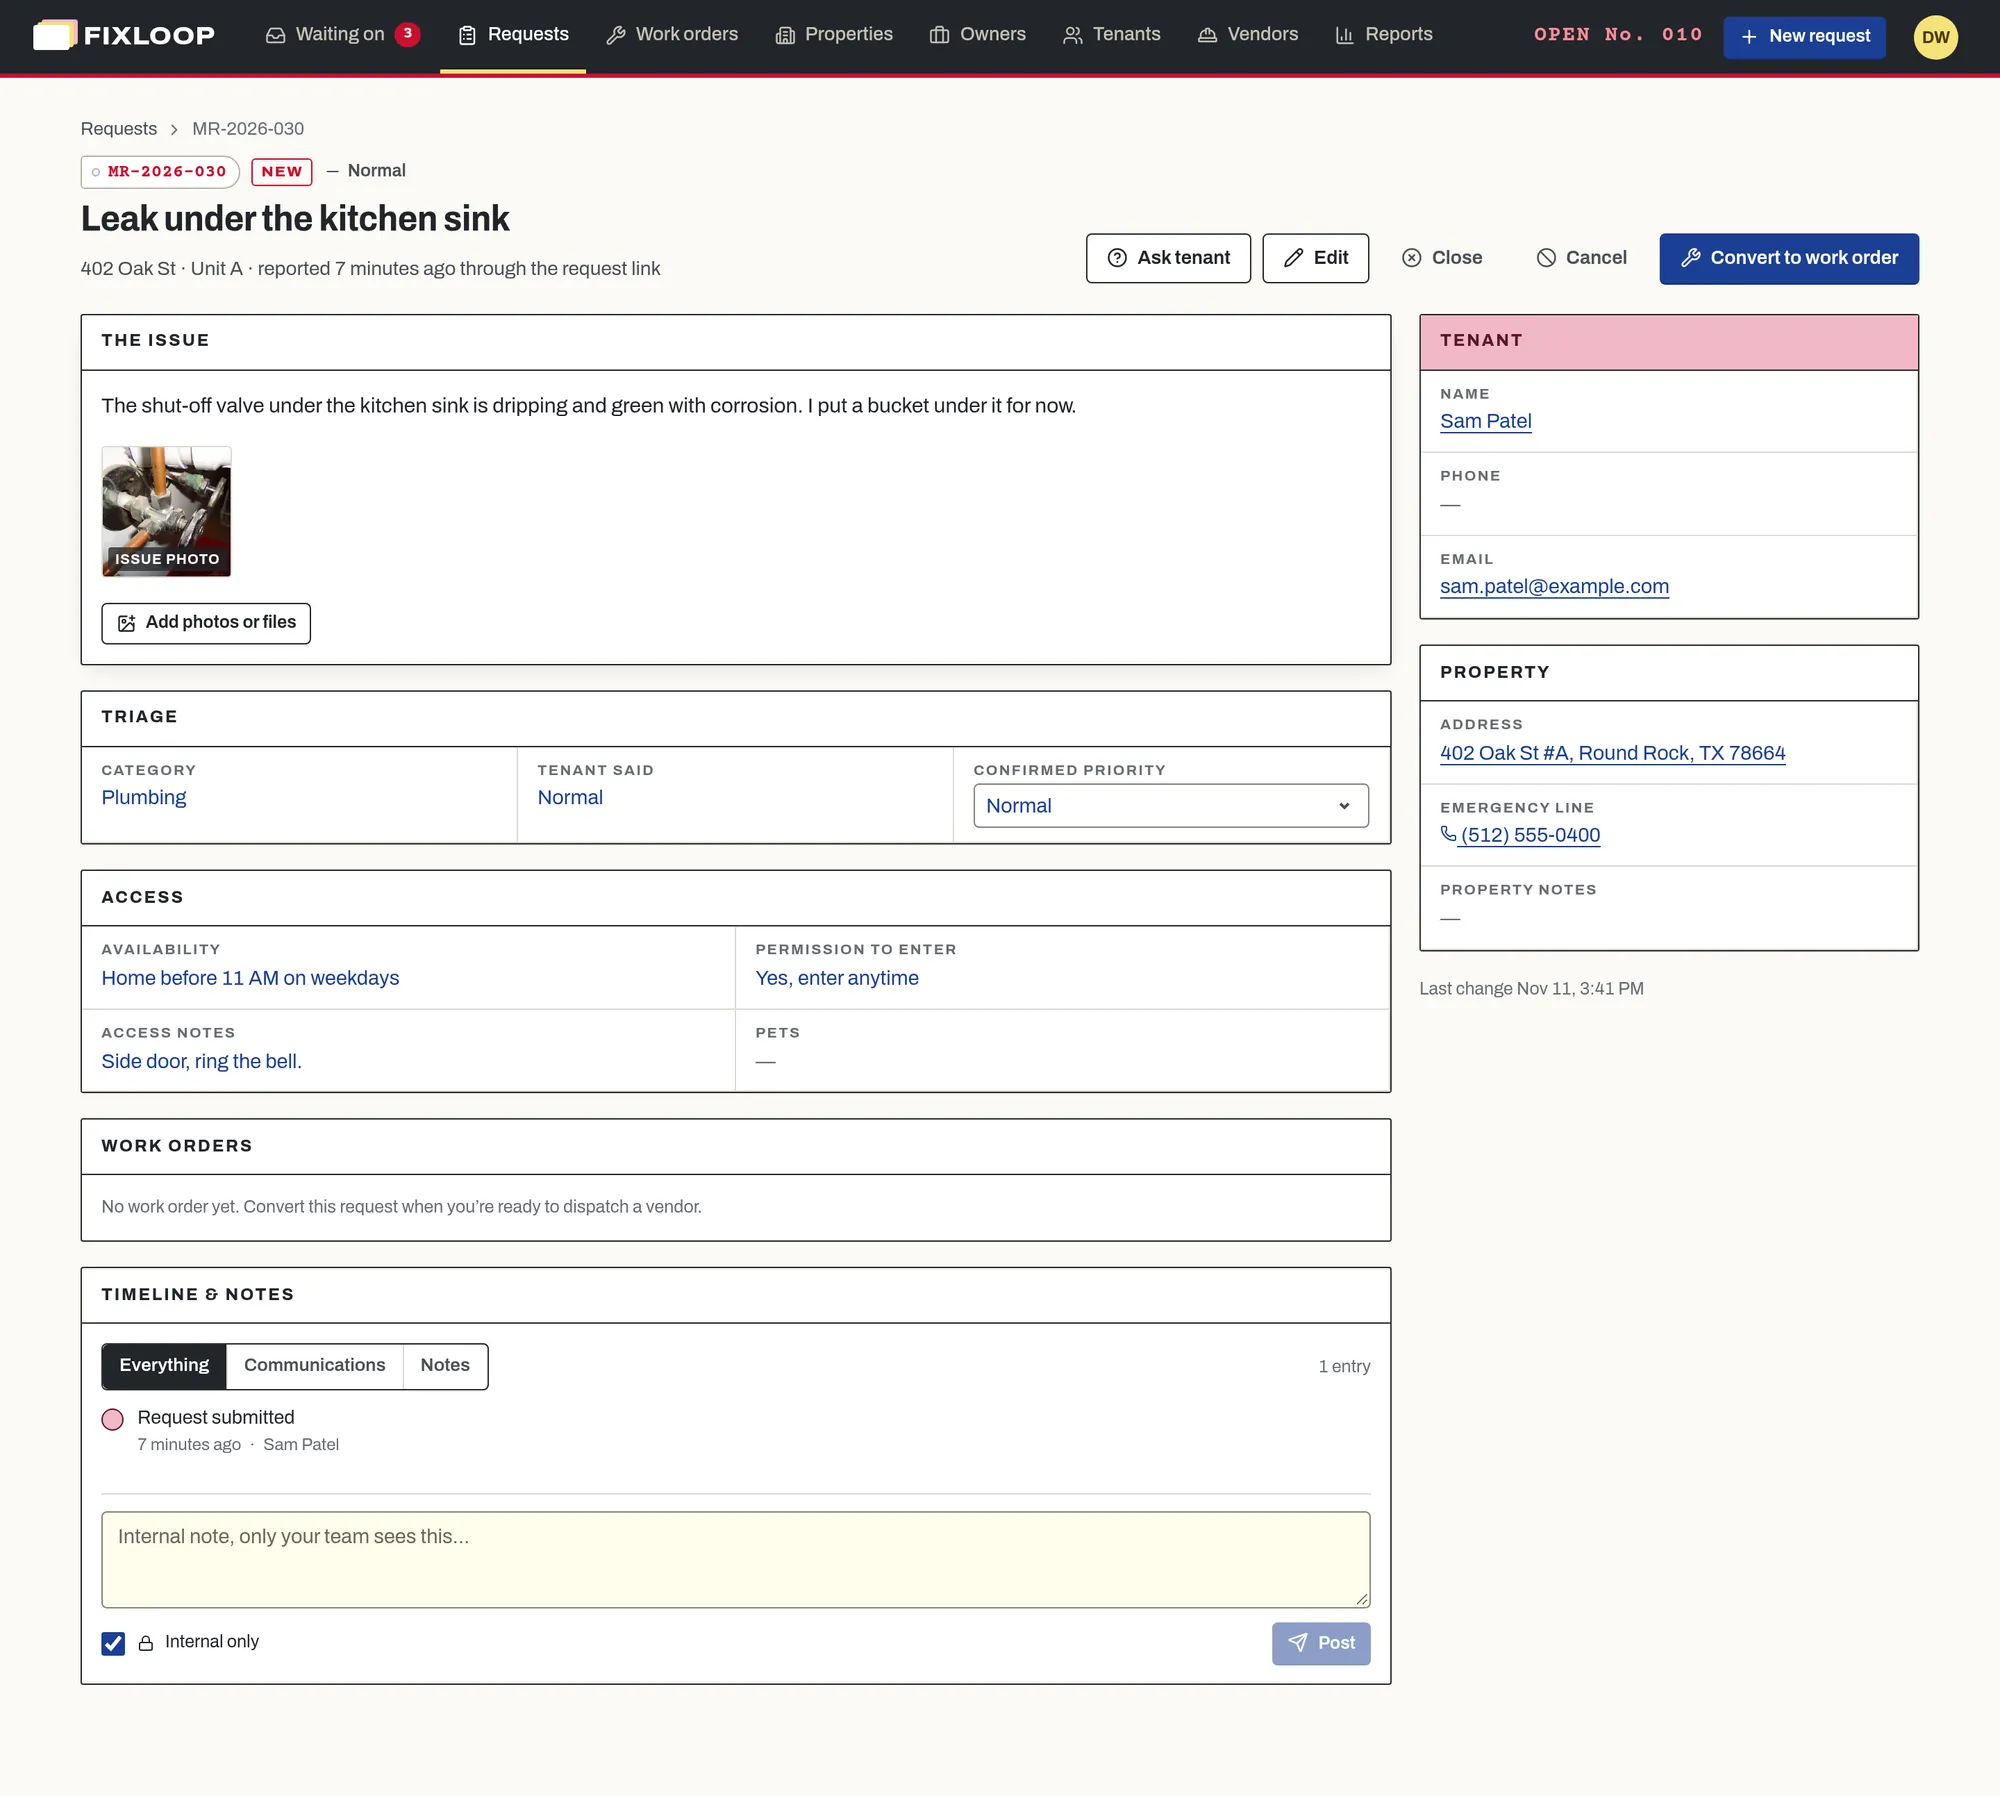 FIXLOOP
Waiting on 3
Requests
Work orders
Properties
Owners
Tenants
Vendors
Reports
OPEN No. 010
+ New request
DW
Requests > MR-2026-030
MR-2026-030 NEW — Normal
Leak under the kitchen sink
402 Oak St · Unit A · reported 7 minutes ago through the request link
Ask tenant
Edit
Close
Cancel
Convert to work order
THE ISSUE
The shut-off valve under the kitchen sink is dripping and green with corrosion. I put a bucket under it for now.
ISSUE PHOTO
Add photos or files
TRIAGE
CATEGORY
Plumbing
TENANT SAID
Normal
CONFIRMED PRIORITY
Normal
ACCESS
AVAILABILITY
Home before 11 AM on weekdays
PERMISSION TO ENTER
Yes, enter anytime
ACCESS NOTES
Side door, ring the bell.
PETS
—
WORK ORDERS
No work order yet. Convert this request when you’re ready to dispatch a vendor.
TIMELINE & NOTES
Everything
Communications
Notes
1 entry
Request submitted
7 minutes ago · Sam Patel
Internal note, only your team sees this...
Internal only
Post
TENANT
NAME
Sam Patel
PHONE
—
EMAIL
sam.patel@example.com
PROPERTY
ADDRESS
402 Oak St #A, Round Rock, TX 78664
EMERGENCY LINE
(512) 555-0400
PROPERTY NOTES
—
Last change Nov 11, 3:41 PM